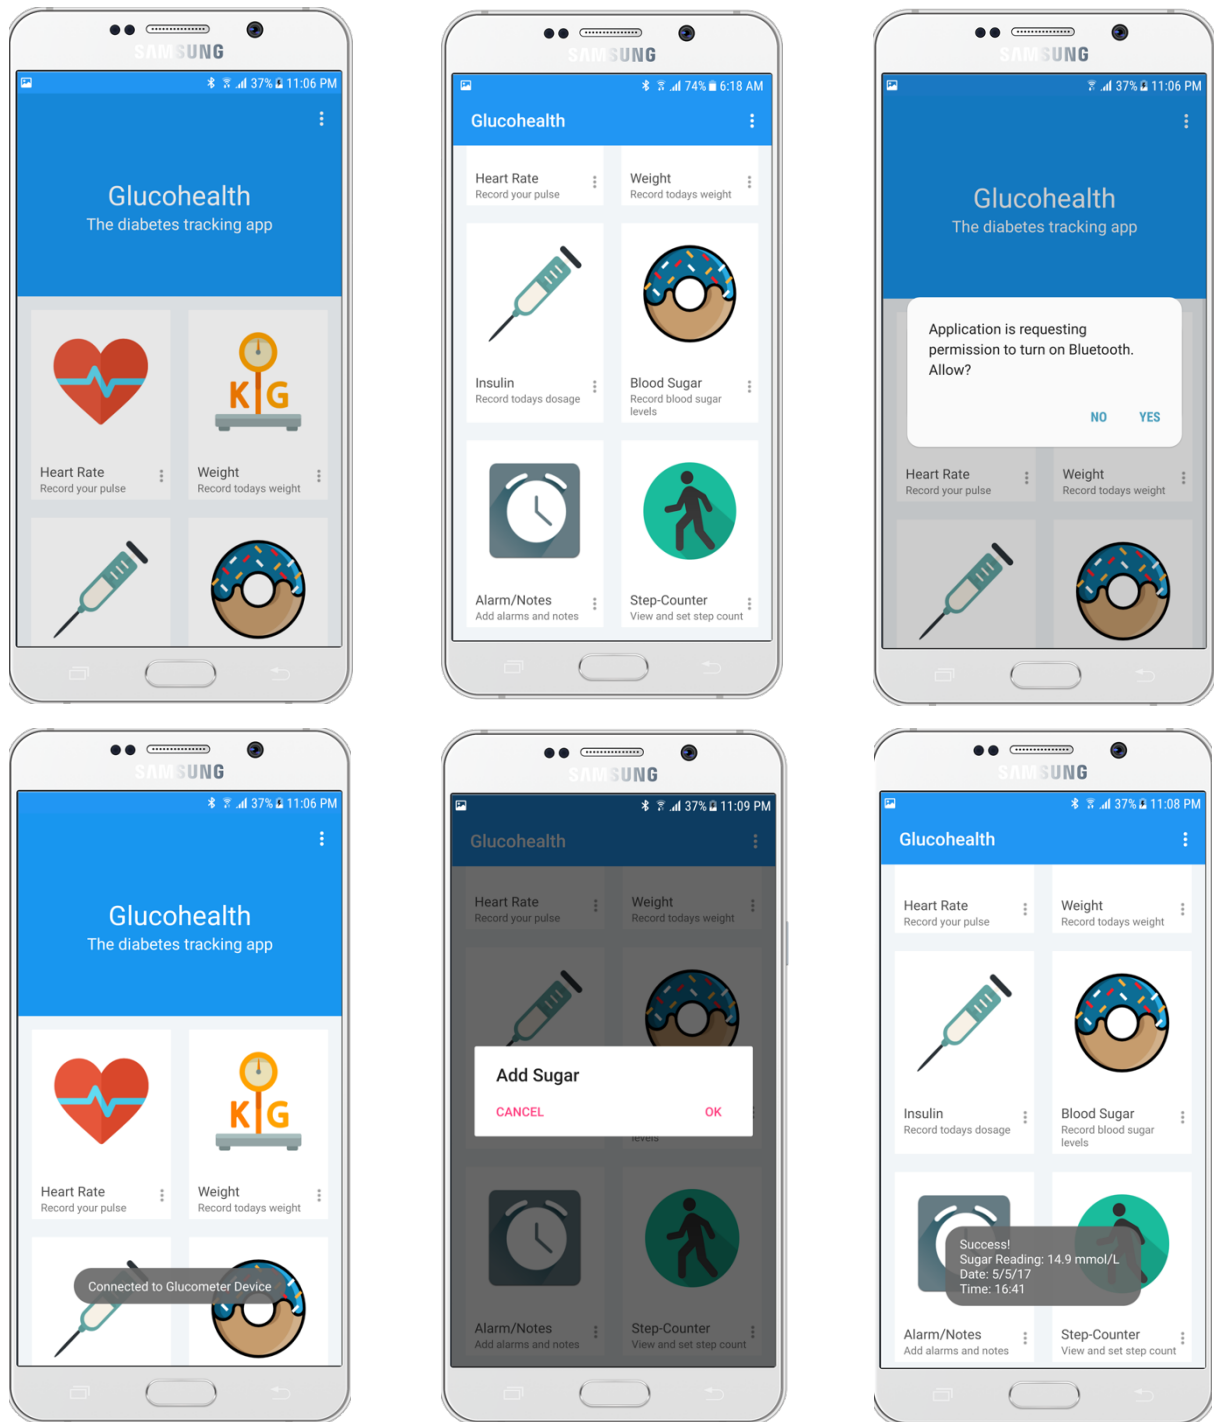 SAMSUNG
37% 11:06 PM
Glucohealth
The diabetes tracking app
KG
Heart Rate
Record your pulse
Weight
Record todays weight
SAMSUNG
74% 6:18 AM
Glucohealth
Heart Rate
Record your pulse
Weight
Record todays weight
Insulin
Record todays dosage
Blood Sugar
Record blood sugar
levels
Alarm/Notes
Add alarms and notes
Step-Counter
View and set step count
SAMSUNG
37% 11:06 PM
Glucohealth
The diabetes tracking app
Application is requesting
permission to turn on Bluetooth.
Allow?
NO YES
Heart Rate
Record your pulse
Weight
Record todays weight
SAMSUNG
37% 11:06 PM
Glucohealth
The diabetes tracking app
KG
Heart Rate
Record your pulse
Weight
Record todays weight
Connected to Glucometer Device
SAMSUNG
37% 11:09 PM
Glucohealth
Heart Rate
Record your pulse
Weight
Record todays weight
Add Sugar
CANCEL OK
levels
Alarm/Notes
Add alarms and notes
Step-Counter
View and set step count
SAMSUNG
37% 11:08 PM
Glucohealth
Heart Rate
Record your pulse
Weight
Record todays weight
Insulin
Record todays dosage
Blood Sugar
Record blood sugar
levels
Success!
Sugar Reading: 14.9 mmol/L
Date: 5/5/17
Time: 16:41
Alarm/Notes
Add alarms and notes
Step-Counter
View and set step count